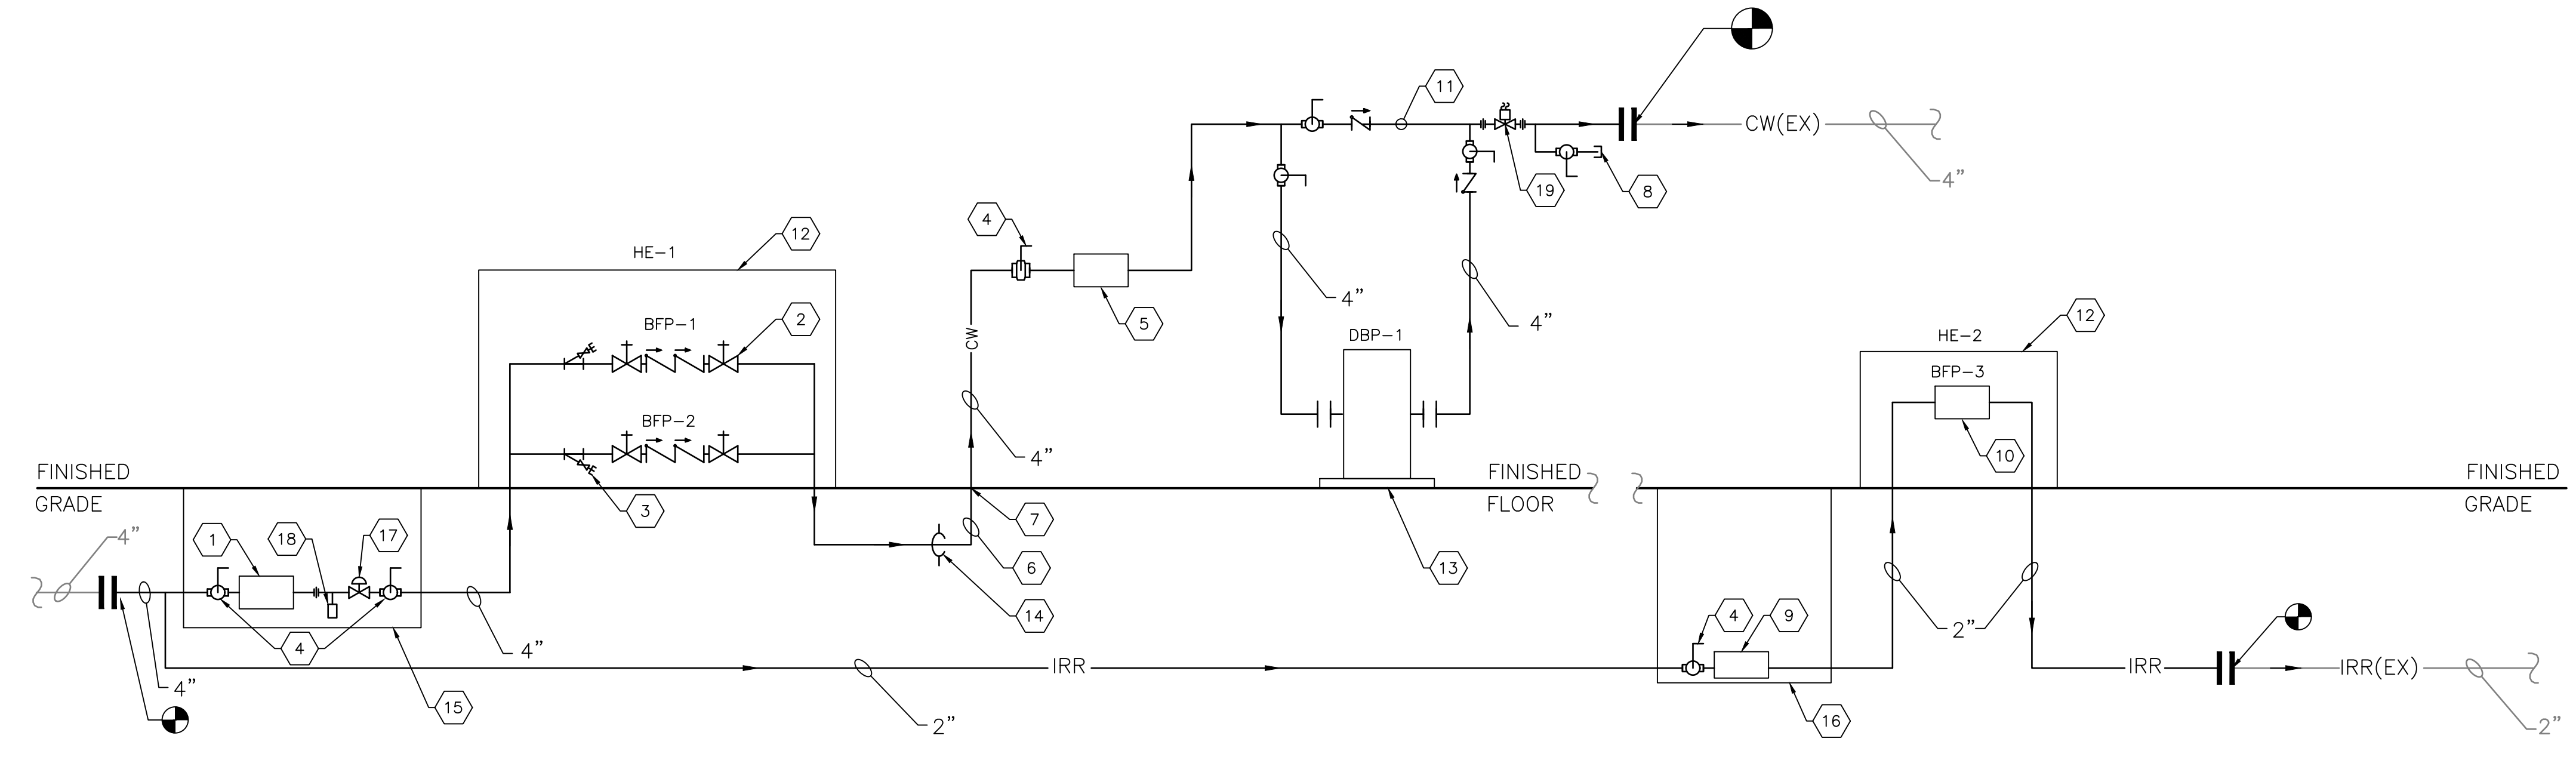 11
CW(EX)
4”
19
8
4
12
HE-1
5
BFP-1
2
CW
4”
4”
DBP-1
4”
12
HE-2
BFP-3
10
BFP-2
FINISHED
GRADE
3
4”
FINISHED
FLOOR
FINISHED
GRADE
7
6
14
13
4”
1
18
17
4
4”
4”
15
IRR
2”
4
9
16
2”
IRR
IRR(EX)
2”